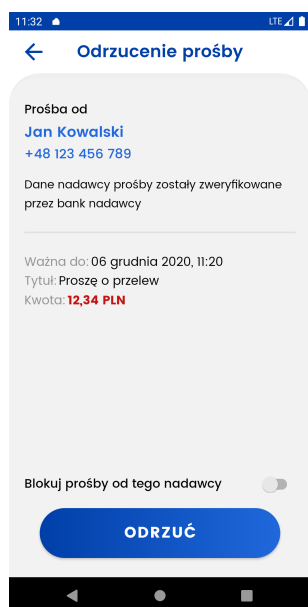 11:32 LTE
Odrzucenie prośby
Prośba od
Jan Kowalski
+48 123 456 789
Dane nadawcy prośby zostały zweryfikowane
przez bank nadawcy
Ważna do: 06 grudnia 2020, 11:20
Tytuł: Proszę o przelew
Kwota: 12,34 PLN
Blokuj prośby od tego nadawcy
ODRZUĆ